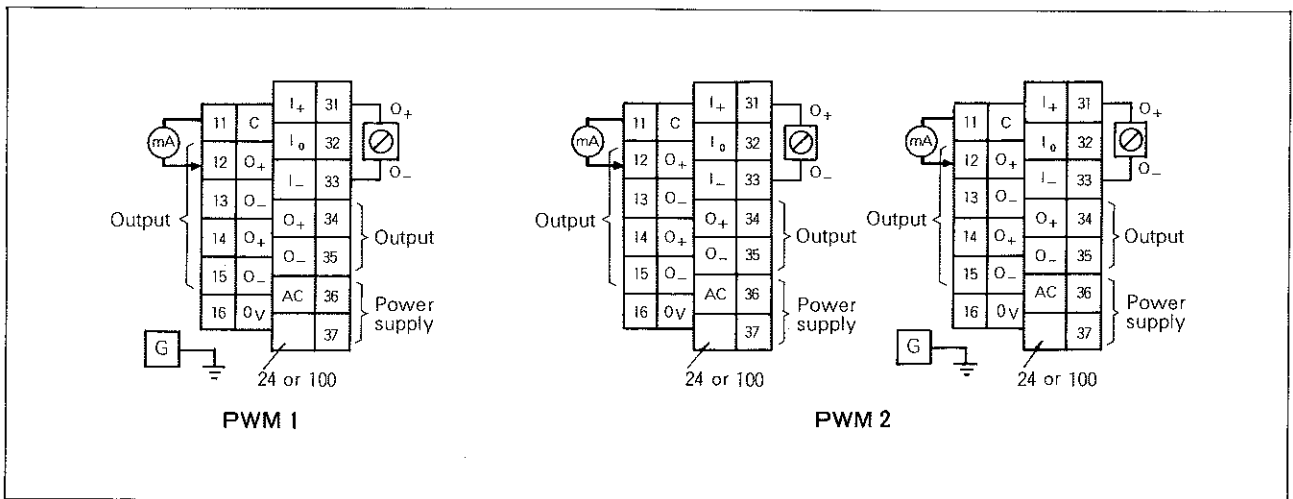 I+ 31
11 C
O+
mA
I0 32
12 O+
I− 33
O−
13 O−
Output
O+ 34
Output
14 O+
O− 35
15 O−
AC 36
Power
supply
16 0V
37
G
24 or 100
PWM 1
I+ 31
11 C
O+
mA
I0 32
12 O+
I− 33
O−
13 O−
Output
O+ 34
Output
14 O+
O− 35
15 O−
AC 36
Power
supply
16 0V
37
24 or 100
I+ 31
11 C
O+
mA
I0 32
12 O+
I− 33
O−
13 O−
Output
O+ 34
Output
14 O+
O− 35
15 O−
AC 36
Power
supply
16 0V
37
G
24 or 100
PWM 2